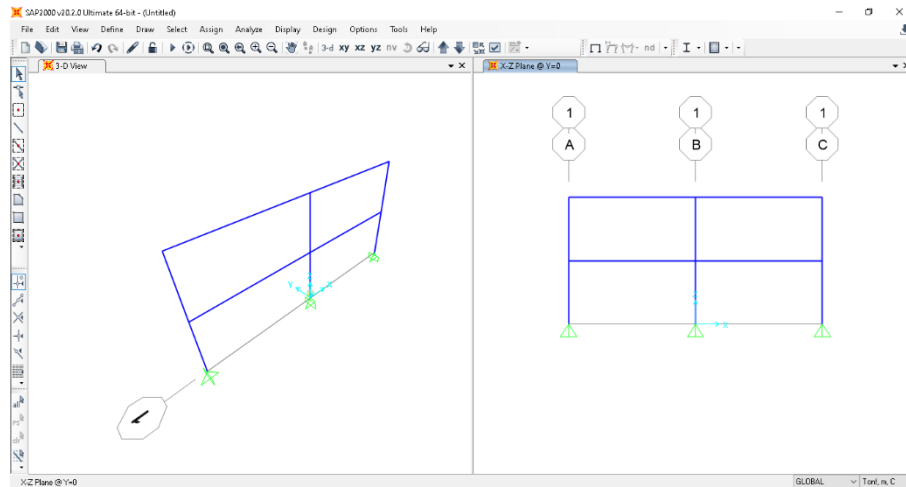 SAP2000 v20.2.0 Ultimate 64-bit - (Untitled)
File Edit View Define Draw Select Assign Analyze Display Design Options Tools Help
3-d xy xz yz nv nd
3-D View
X-Z Plane @ Y=0
1 1 1
A B C
Y Z X
X
1
X-Z Plane @ Y=0
GLOBAL Tonf, m, C